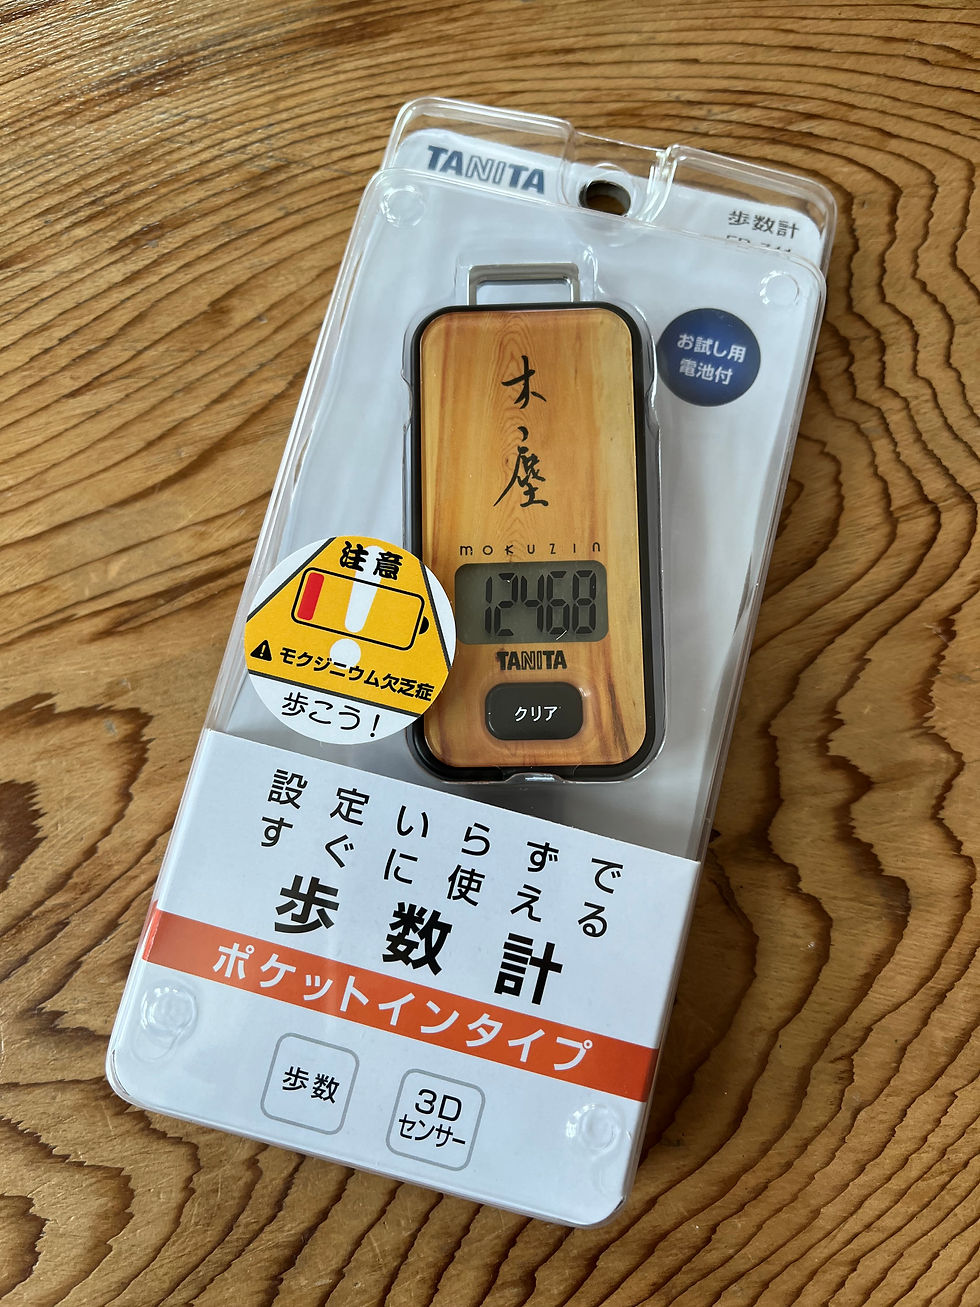 TANITA
歩数計
お試し用
電池付
木ノ塵
MOKUZIN
12468
TANITA
クリア
注意
モクジニウム欠乏症
歩こう!
設定いらずで
すぐに使える
歩数計
ポケットインタイプ
歩数
3D
センサー